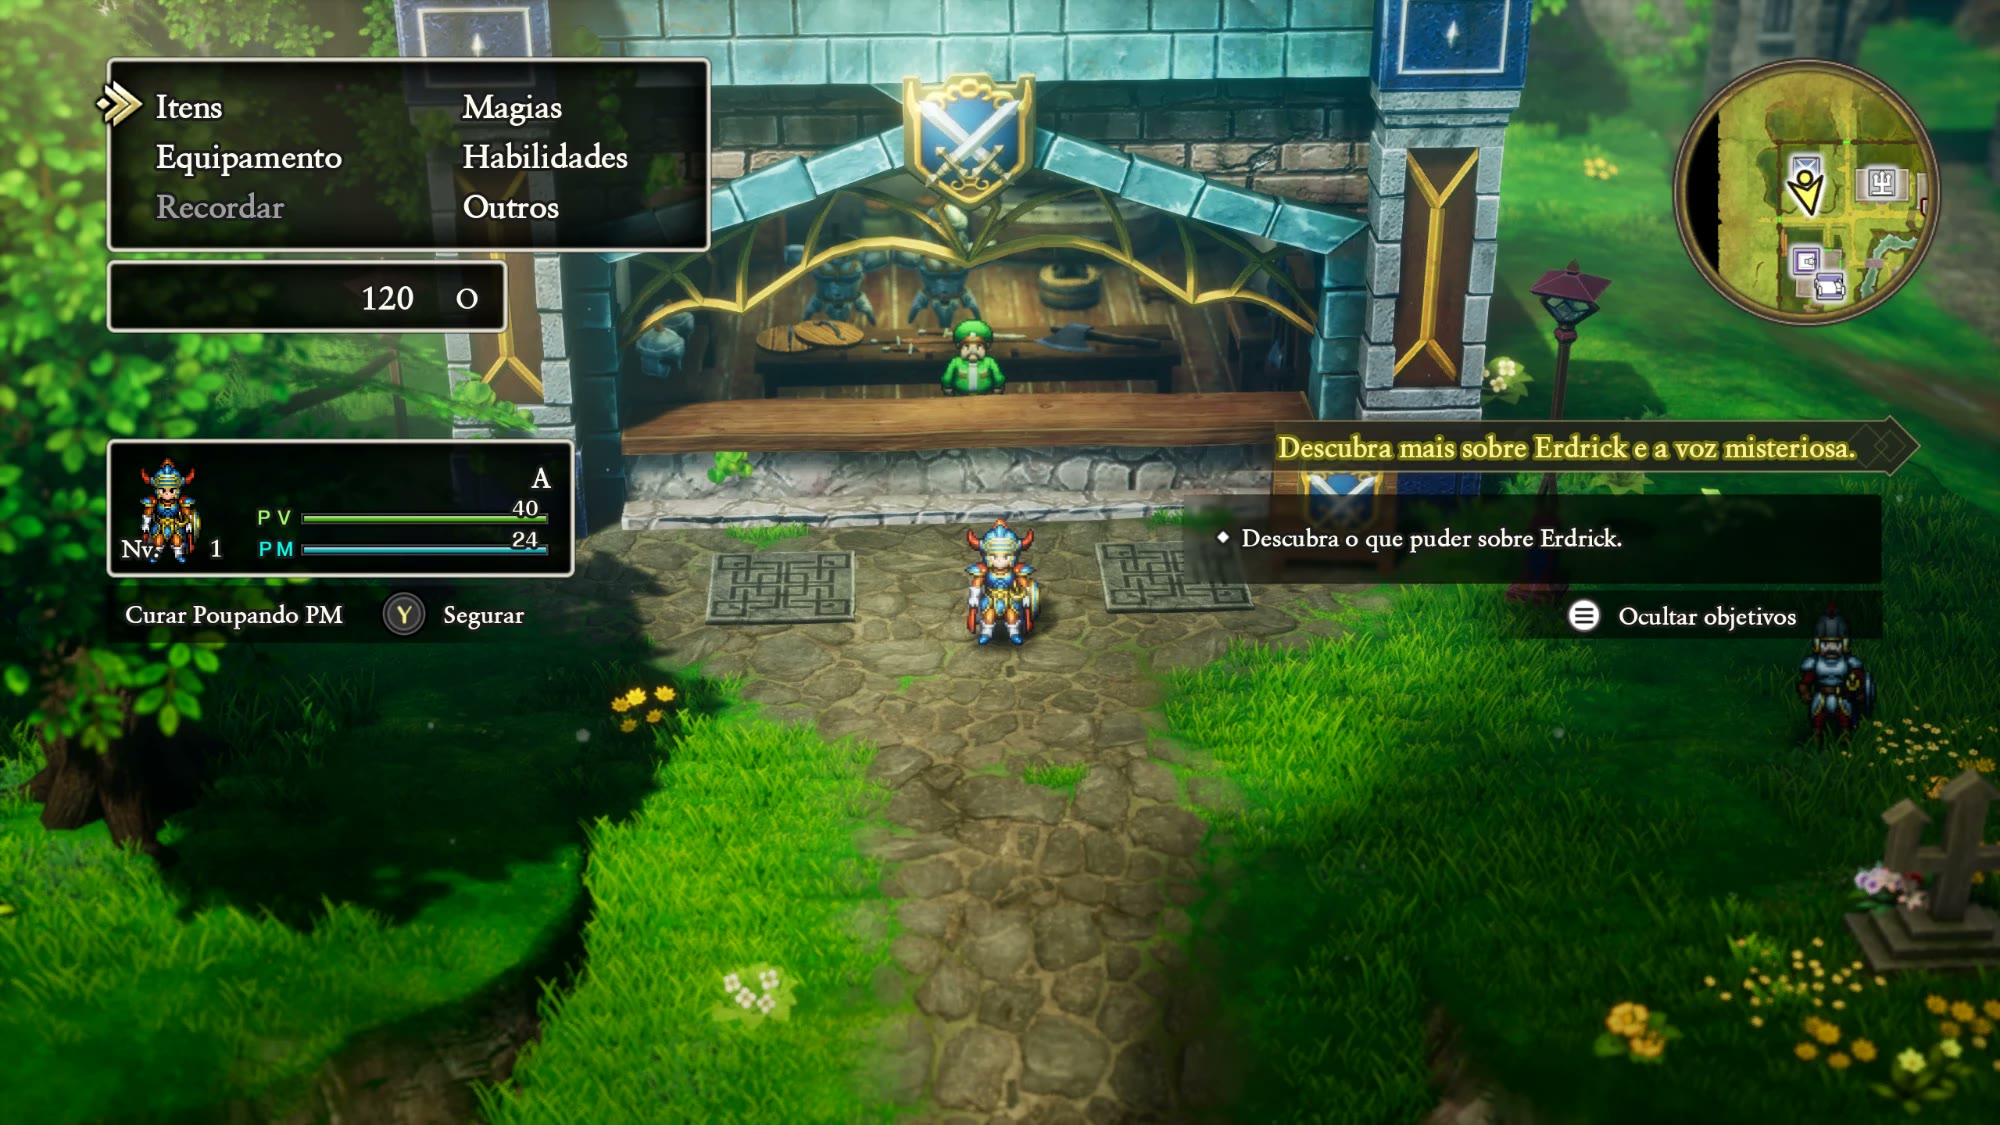 Itens Magias
Equipamento Habilidades
Recordar Outros
120 O
A
PV 40
Nv. 1 PM 24
Curar Poupando PM Y Segurar
Descubra mais sobre Erdrick e a voz misteriosa.
Descubra o que puder sobre Erdrick.
Ocultar objetivos